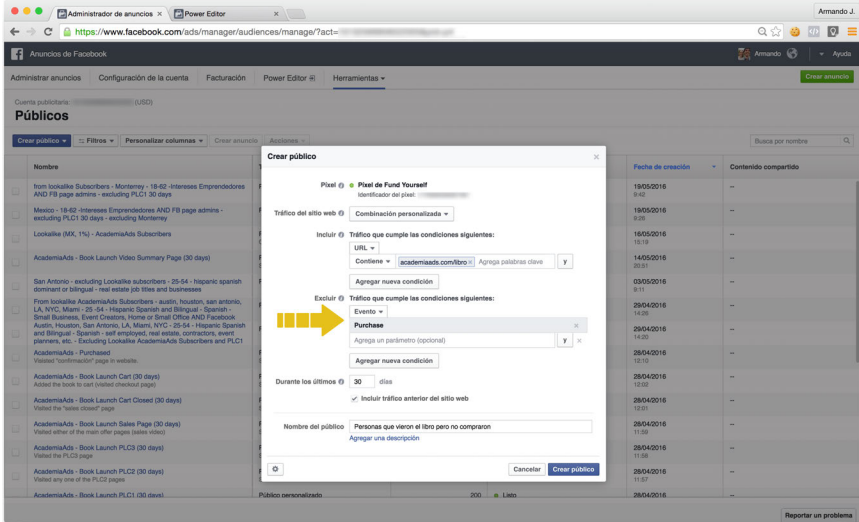 Administrador de anuncios
Power Editor
Armando J.
https://www.facebook.com/ads/manager/audiences/manage/?act=
Anuncios de Facebook
Armando
Ayuda
Administrar anuncios
Configuración de la cuenta
Facturación
Power Editor
Herramientas
Crear anuncio
Cuenta publicitaria:
(USD)
Públicos
Crear público
Filtros
Personalizar columnas
Crear anuncio
Acciones
Busca por nombre
Nombre
Fecha de creación
Contenido compartido
from lookalike Subscribers - Monterrey - 18-62 -Intereses Emprendedores
AND FB page admins - excluding PLC1 30 days
19/05/2016
9:42
--
Mexico - 18-62 -Intereses Emprendedores AND FB page admins -
excluding PLC1 30 days - excluding Monterrey
19/05/2016
9:28
--
Lookalike (MX, 1%) - AcademiaAds Subscribers
16/05/2016
15:19
--
AcademiaAds - Book Launch Video Summary Page (30 days)
14/05/2016
20:51
--
San Antonio - excluding Lookalike subscribers - 25-54 - hispanic spanish
dominant or bilingual - real estate job titles and businesses
03/05/2016
9:11
--
From lookalike AcademiaAds Subscribers - austin, houston, san antonio,
LA, NYC, Miami - 25 -54 - Hispanic Spanish and Bilingual - Spanish -
Small Business, Event Creators, Home or Small Office AND Facebook
29/04/2016
14:28
--
Austin, Houston, San Antonio, LA, Miami, NYC - 25-54 - Hispanic Spanish
and Bilingual - Spanish - self employed, real estate, contractors, event
planners, etc. - Excluding Lookalike AcademiaAds Subscribers and PLC1
29/04/2016
14:20
--
AcademiaAds - Purchased
Visisted "confirmación" page in website.
28/04/2016
12:10
--
AcademiaAds - Book Launch Cart (30 days)
Added the book to cart (visited checkout page)
28/04/2016
12:02
--
AcademiaAds - Book Launch Cart Closed (30 days)
Visited the "sales closed" page
28/04/2016
12:01
--
AcademiaAds - Book Launch Sales Page (30 days)
Visited either of the main offer pages (sales video)
28/04/2016
11:59
--
AcademiaAds - Book Launch PLC3 (30 days)
Visited the PLC3 page
28/04/2016
11:58
--
AcademiaAds - Book Launch PLC2 (30 days)
Visited any one of the PLC2 pages
28/04/2016
11:57
--
AcademiaAds - Book Launch PLC1 (30 days)
Público personalizado
200
Listo
28/04/2016
--
Crear público
Píxel
Píxel de Fund Yourself
Identificador del píxel:
Tráfico del sitio web
Combinación personalizada
Incluir
Tráfico que cumple las condiciones siguientes:
URL
Contiene
academiaads.com/libro
Agrega palabras clave
y
Agregar nueva condición
Excluir
Tráfico que cumple las condiciones siguientes:
Evento
Purchase
Agrega un parámetro (opcional)
y
Agregar nueva condición
Durante los últimos
30
días
Incluir tráfico anterior del sitio web
Nombre del público
Personas que vieron el libro pero no compraron
Agregar una descripción
Cancelar
Crear público
Reportar un problema